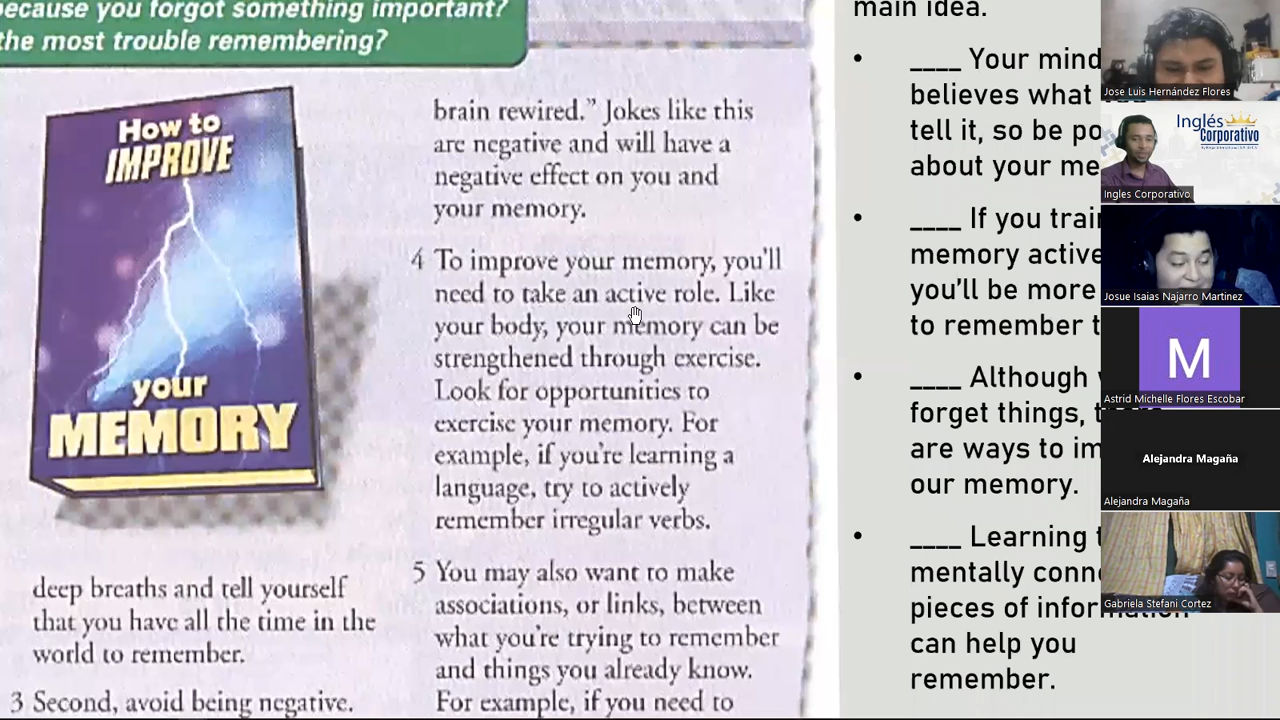 because you forgot something important?
the most trouble remembering?
How to
IMPROVE
your
MEMORY
deep breaths and tell yourself
that you have all the time in the
world to remember.
3 Second, avoid being negative.
brain rewired.” Jokes like this
are negative and will have a
negative effect on you and
your memory.
4 To improve your memory, you'll
need to take an active role. Like
your body, your memory can be
strengthened through exercise.
Look for opportunities to
exercise your memory. For
example, if you're learning a
language, try to actively
remember irregular verbs.
5 You may also want to make
associations, or links, between
what you're trying to remember
and things you already know.
For example, if you need to
main idea.
• ____ Your mind
believes what
tell it, so be po
about your me
• ____ If you trai
memory active
you'll be more
to remember t
• ____ Although
forget things,
are ways to im
our memory.
• ____ Learning t
mentally conn
pieces of information
can help you
remember.
Jose Luis Hernández Flores
Inglés
Corporativo
Ingles Corporativo
Josue Isaias Najarro Martinez
M
Astrid Michelle Flores Escobar
Alejandra Magaña
Alejandra Magaña
Gabriela Stefani Cortez